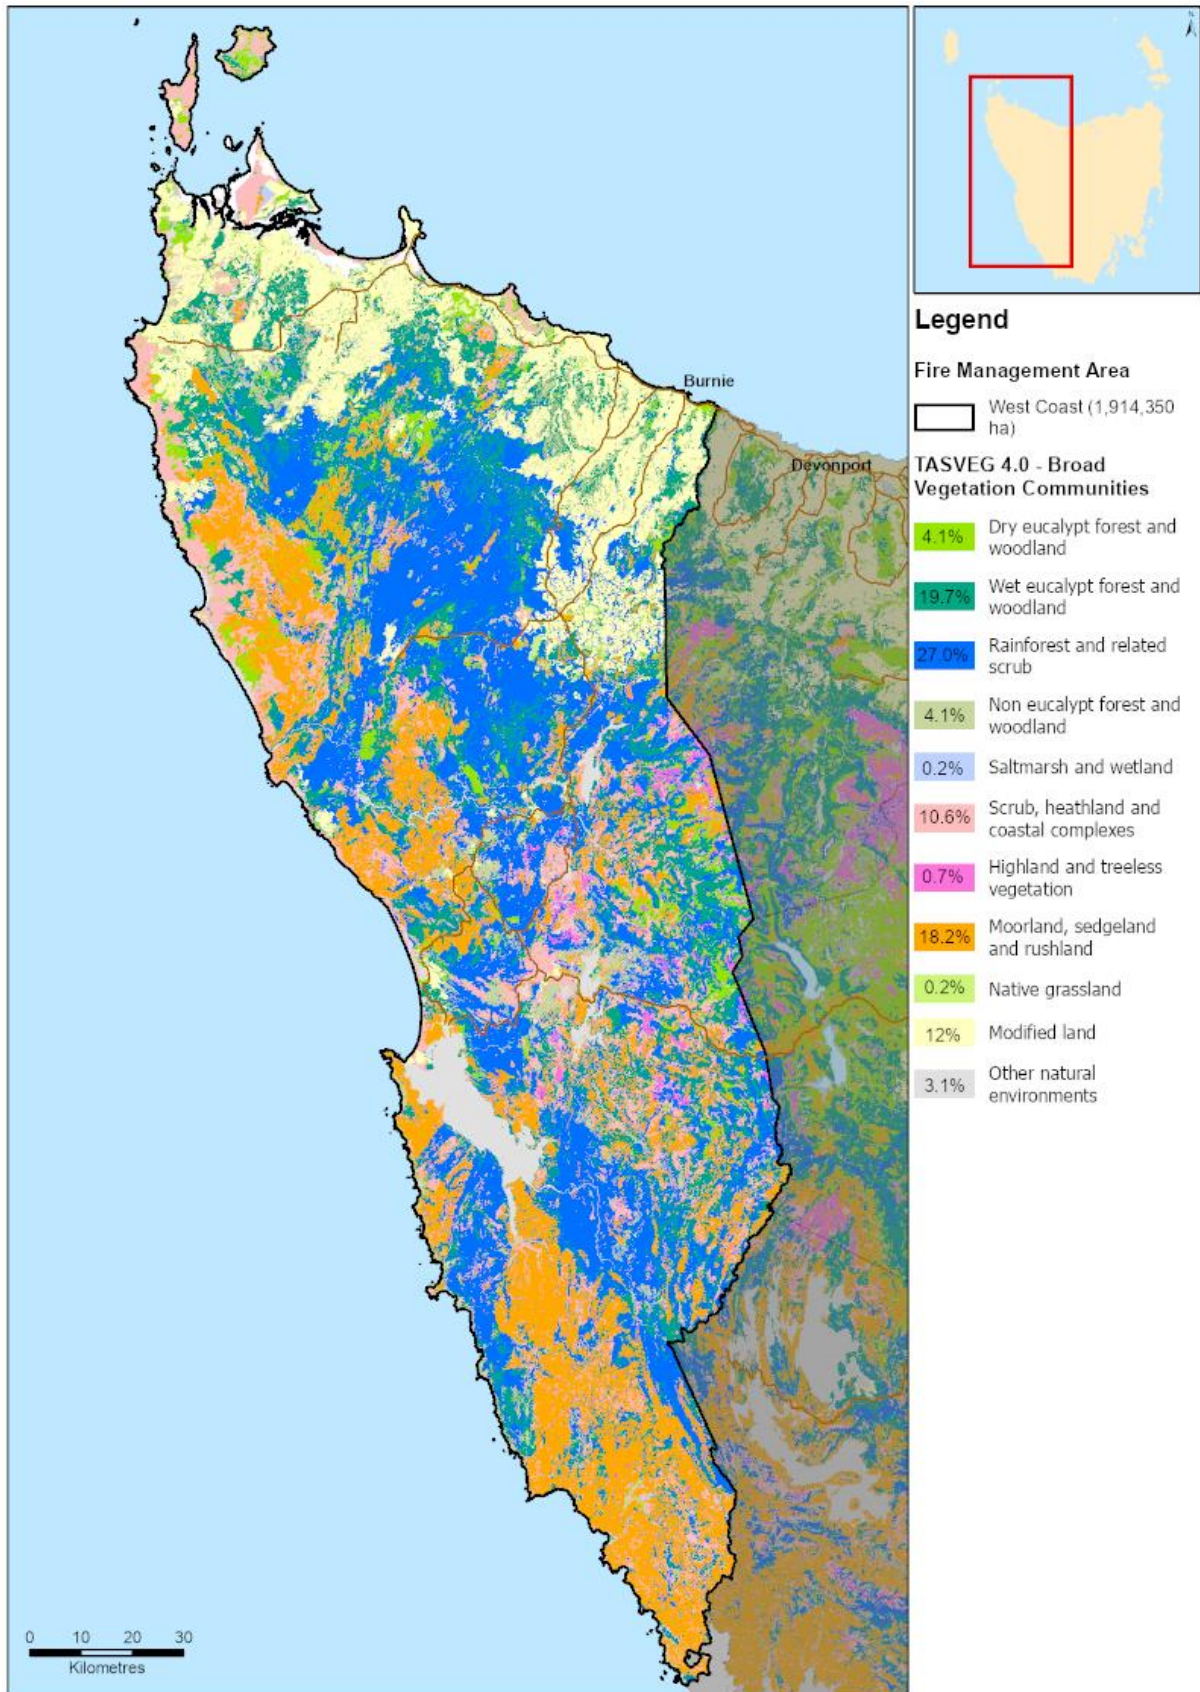 Burnie
Devonport
0 10 20 30
Kilometres
N
Legend
Fire Management Area
West Coast (1,914,350
ha)
TASVEG 4.0 - Broad
Vegetation Communities
4.1% Dry eucalypt forest and
woodland
19.7% Wet eucalypt forest and
woodland
27.0% Rainforest and related
scrub
4.1% Non eucalypt forest and
woodland
0.2% Saltmarsh and wetland
10.6% Scrub, heathland and
coastal complexes
0.7% Highland and treeless
vegetation
18.2% Moorland, sedgeland
and rushland
0.2% Native grassland
12% Modified land
3.1% Other natural
environments